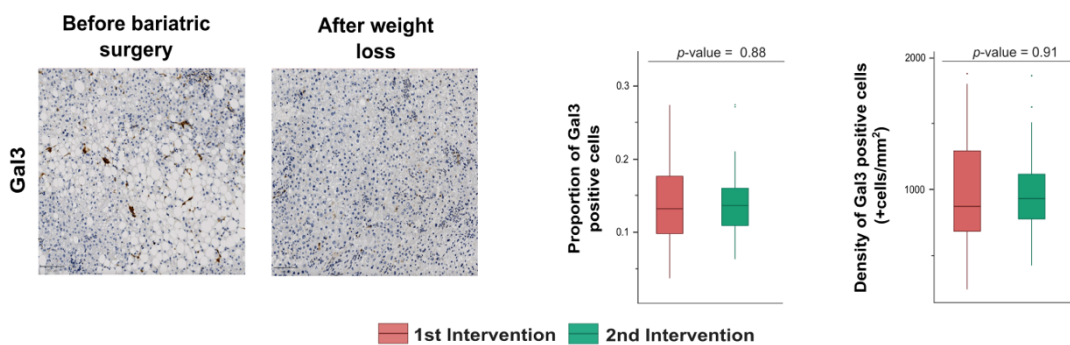 Before bariatric
surgery
After weight
loss
Gal3
Proportion of Gal3
positive cells
p-value = 0.88
0.3
0.2
0.1
Density of Gal3 positive cells
(+cells/mm²)
p-value = 0.91
2000
1000
1st Intervention
2nd Intervention